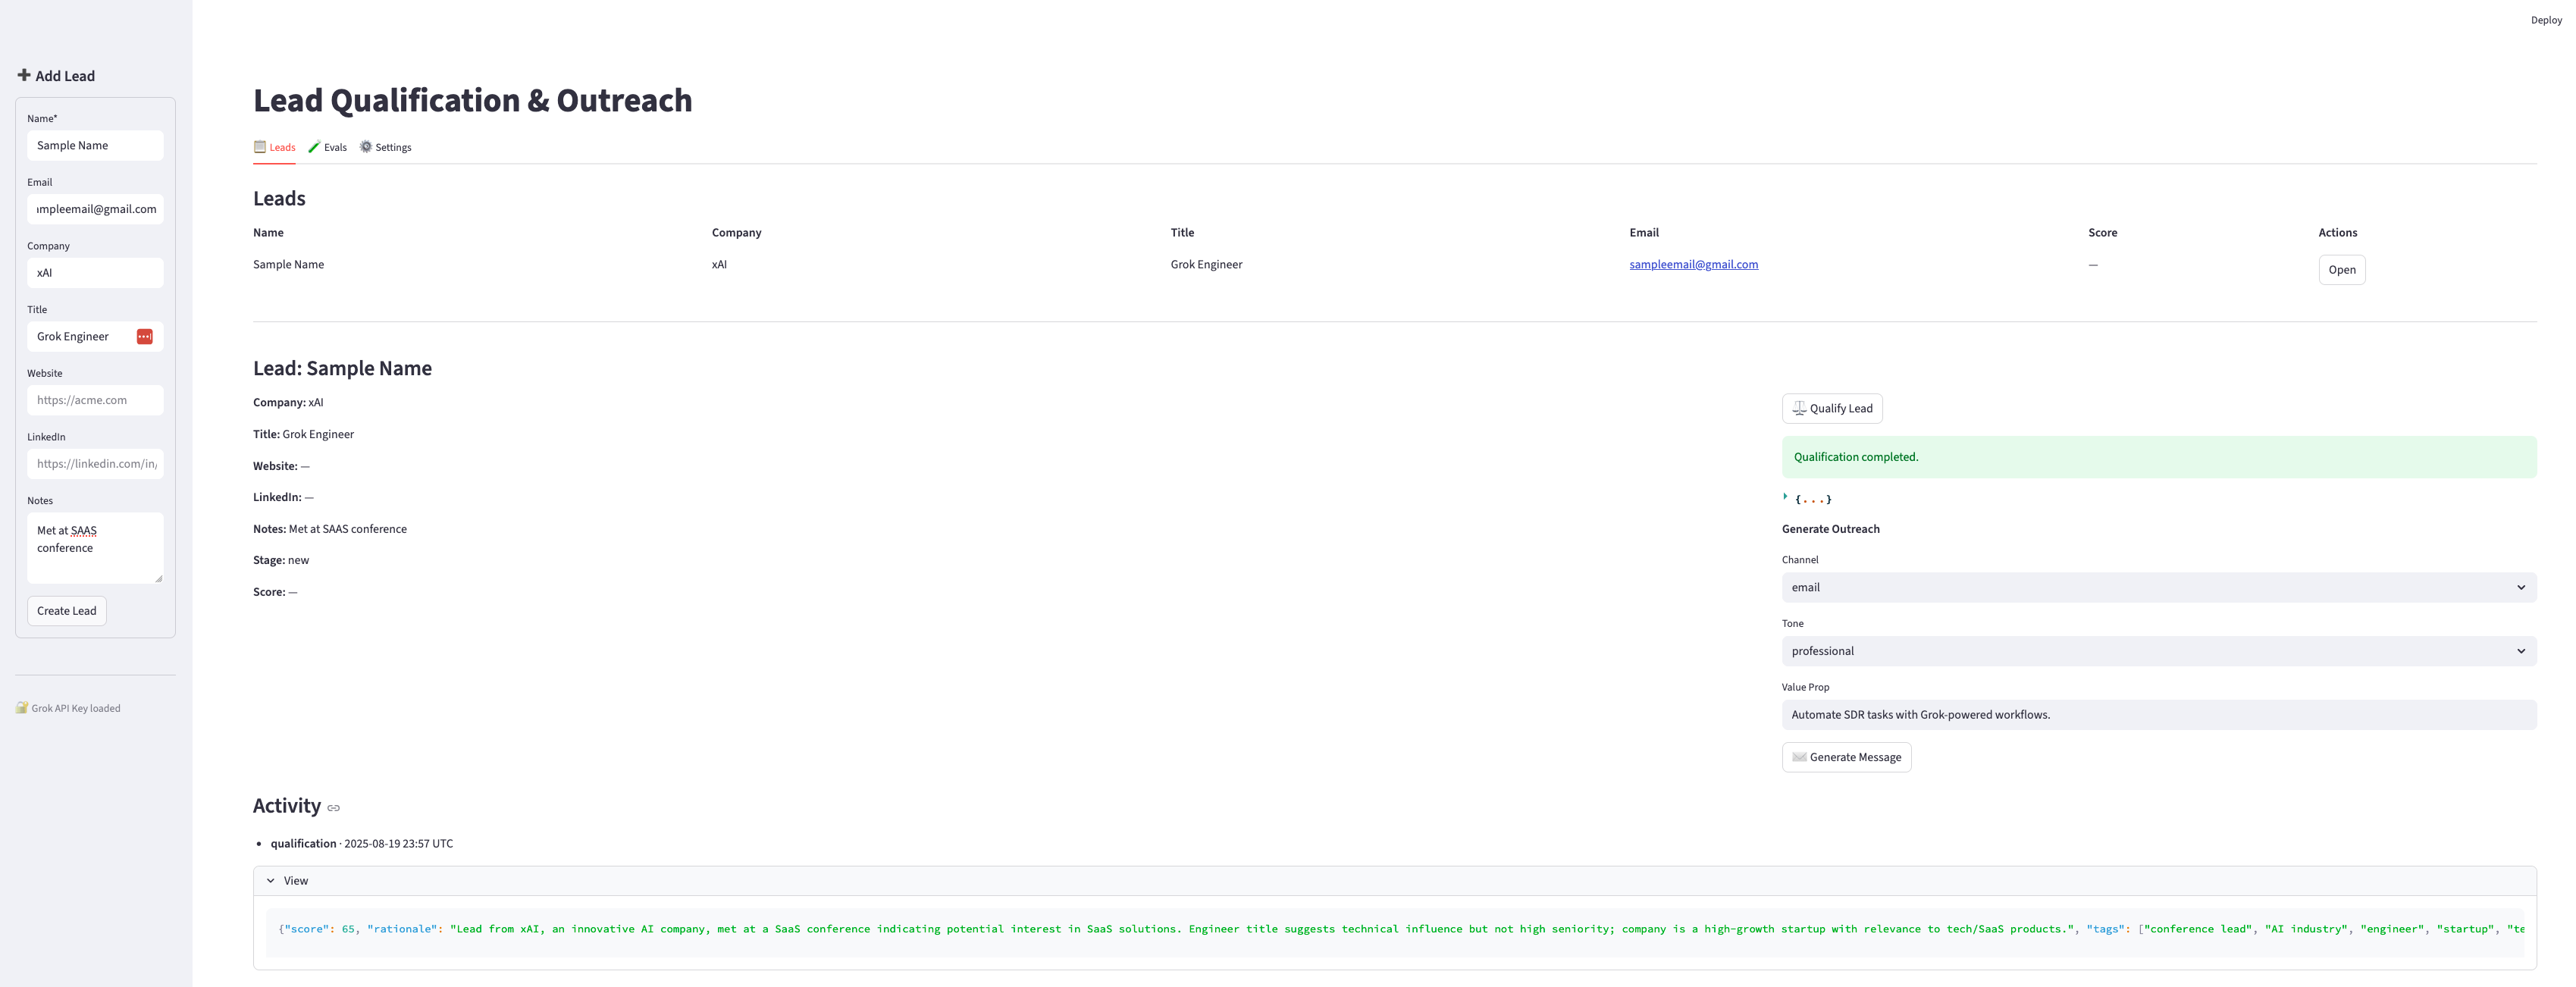 Deploy
Add Lead
Name*
Sample Name
Email
mpleemail@gmail.com
Company
xAI
Title
Grok Engineer
Website
https://acme.com
LinkedIn
https://linkedin.com/in/
Notes
Met at SAAS
conference
Create Lead
Grok API Key loaded
Lead Qualification & Outreach
Leads Evals Settings
Leads
Name Company Title Email Score Actions
Sample Name xAI Grok Engineer sampleemail@gmail.com — Open
Lead: Sample Name
Company: xAI
Title: Grok Engineer
Website: —
LinkedIn: —
Notes: Met at SAAS conference
Stage: new
Score: —
Qualify Lead
Qualification completed.
{...}
Generate Outreach
Channel
email
Tone
professional
Value Prop
Automate SDR tasks with Grok-powered workflows.
Generate Message
Activity
• qualification · 2025-08-19 23:57 UTC
View
{"score": 65, "rationale": "Lead from xAI, an innovative AI company, met at a SaaS conference indicating potential interest in SaaS solutions. Engineer title suggests technical influence but not high seniority; company is a high-growth startup with relevance to tech/SaaS products.", "tags": ["conference lead", "AI industry", "engineer", "startup", "te